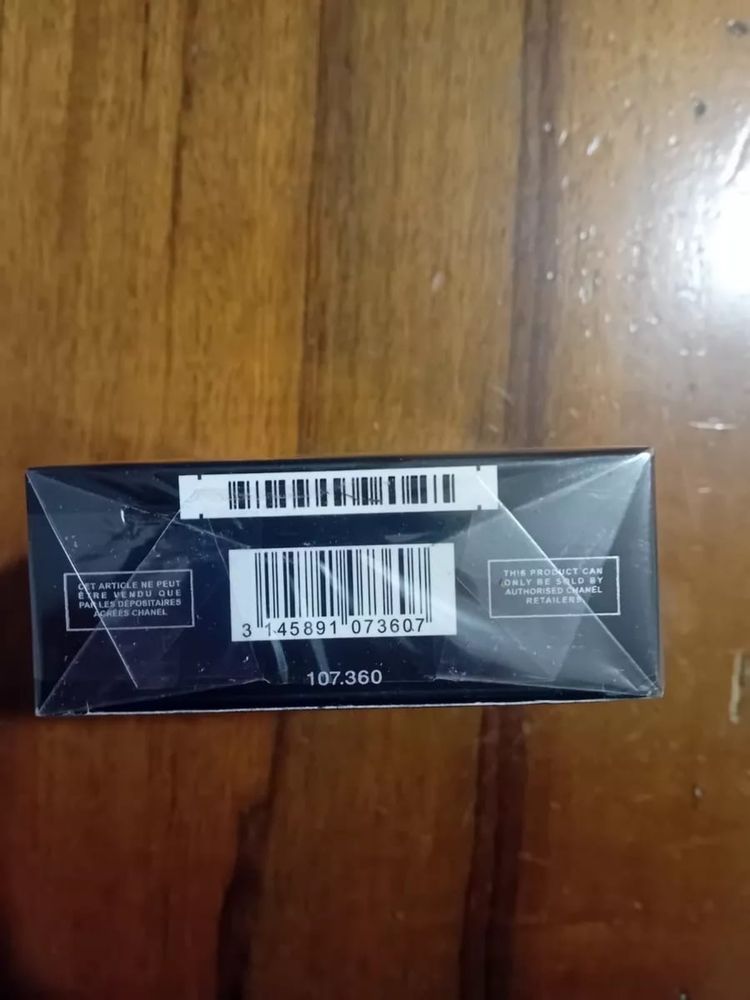 3 145891 073607
107.360
CET ARTICLE NE PEUT
ÊTRE VENDU QUE
PAR LES DÉPOSITAIRES
AGRÉÉS CHANEL
THIS PRODUCT CAN
ONLY BE SOLD BY
AUTHORISED CHANEL
RETAILERS